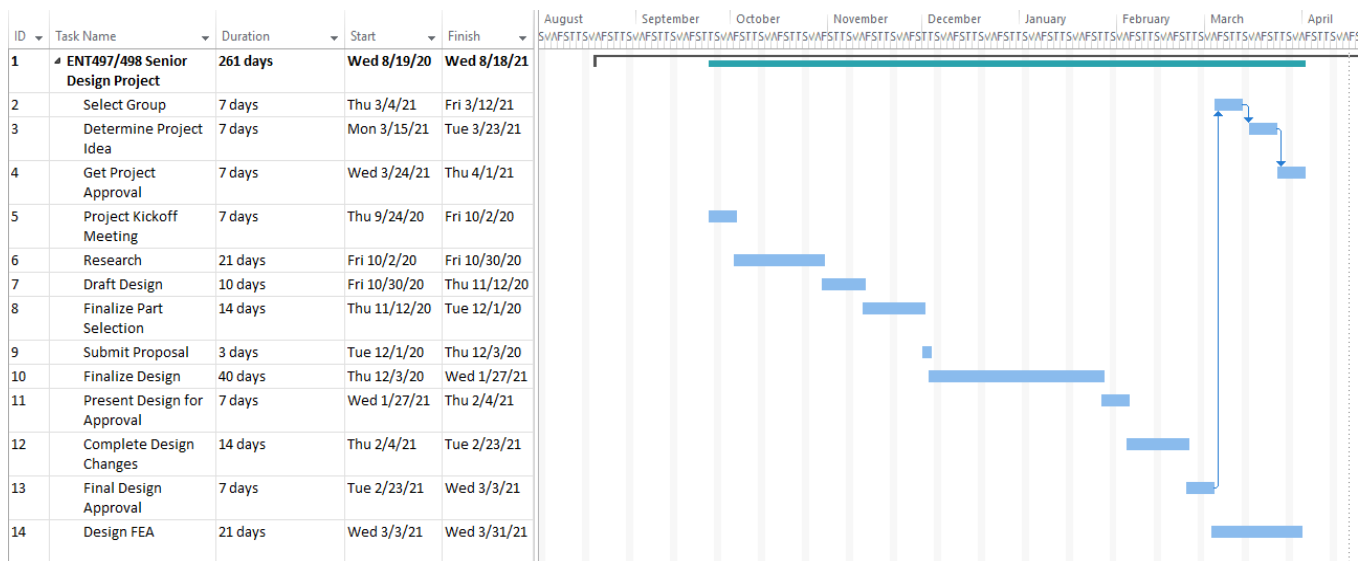 August September October November December January February March April
ID Task Name Duration Start Finish
1 ENT497/498 Senior 261 days Wed 8/19/20 Wed 8/18/21
Design Project
2 Select Group 7 days Thu 3/4/21 Fri 3/12/21
3 Determine Project 7 days Mon 3/15/21 Tue 3/23/21
Idea
4 Get Project 7 days Wed 3/24/21 Thu 4/1/21
Approval
5 Project Kickoff 7 days Thu 9/24/20 Fri 10/2/20
Meeting
6 Research 21 days Fri 10/2/20 Fri 10/30/20
7 Draft Design 10 days Fri 10/30/20 Thu 11/12/20
8 Finalize Part 14 days Thu 11/12/20 Tue 12/1/20
Selection
9 Submit Proposal 3 days Tue 12/1/20 Thu 12/3/20
10 Finalize Design 40 days Thu 12/3/20 Wed 1/27/21
11 Present Design for 7 days Wed 1/27/21 Thu 2/4/21
Approval
12 Complete Design 14 days Thu 2/4/21 Tue 2/23/21
Changes
13 Final Design 7 days Tue 2/23/21 Wed 3/3/21
Approval
14 Design FEA 21 days Wed 3/3/21 Wed 3/31/21